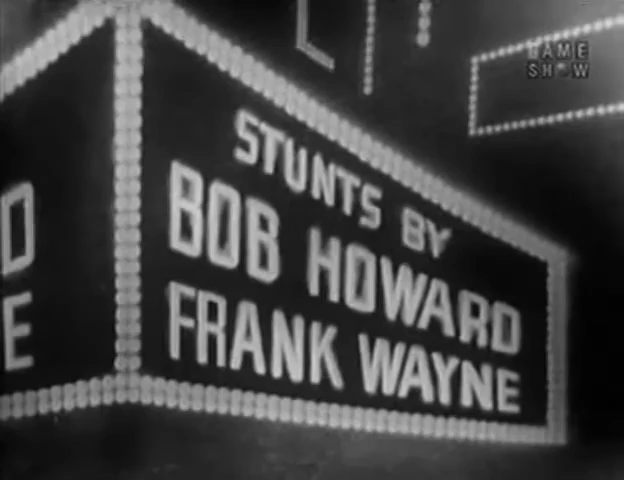 GAME
SHOW
STUNTS BY
BOB HOWARD
FRANK WAYNE
D
E